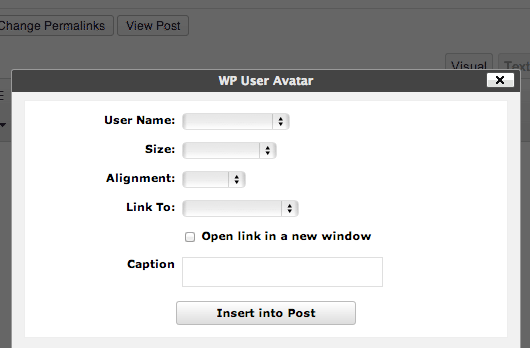 Change Permalinks View Post
Visual Text
WP User Avatar
E
User Name:
Size:
Alignment:
Link To:
Open link in a new window
Caption
Insert into Post